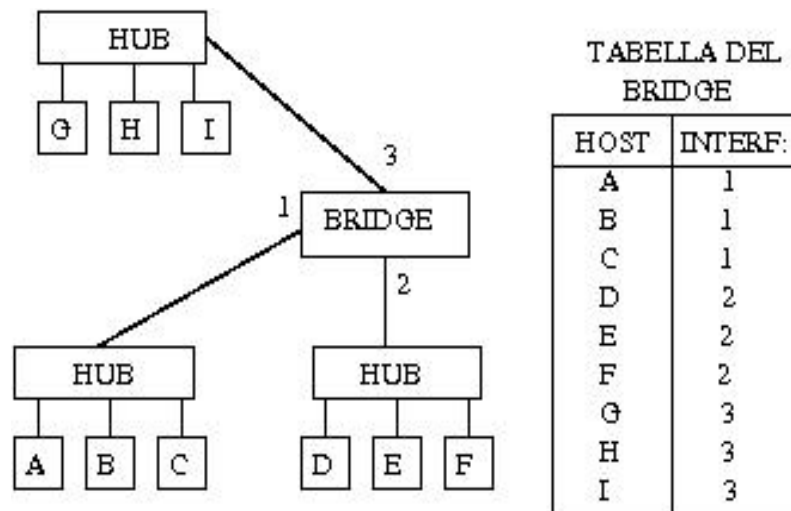 HUB
G H I
3
1
BRIDGE
2
HUB
HUB
A B C
D E F
TABELLA DEL
BRIDGE
HOST INTERF:
A 1
B 1
C 1
D 2
E 2
F 2
G 3
H 3
I 3